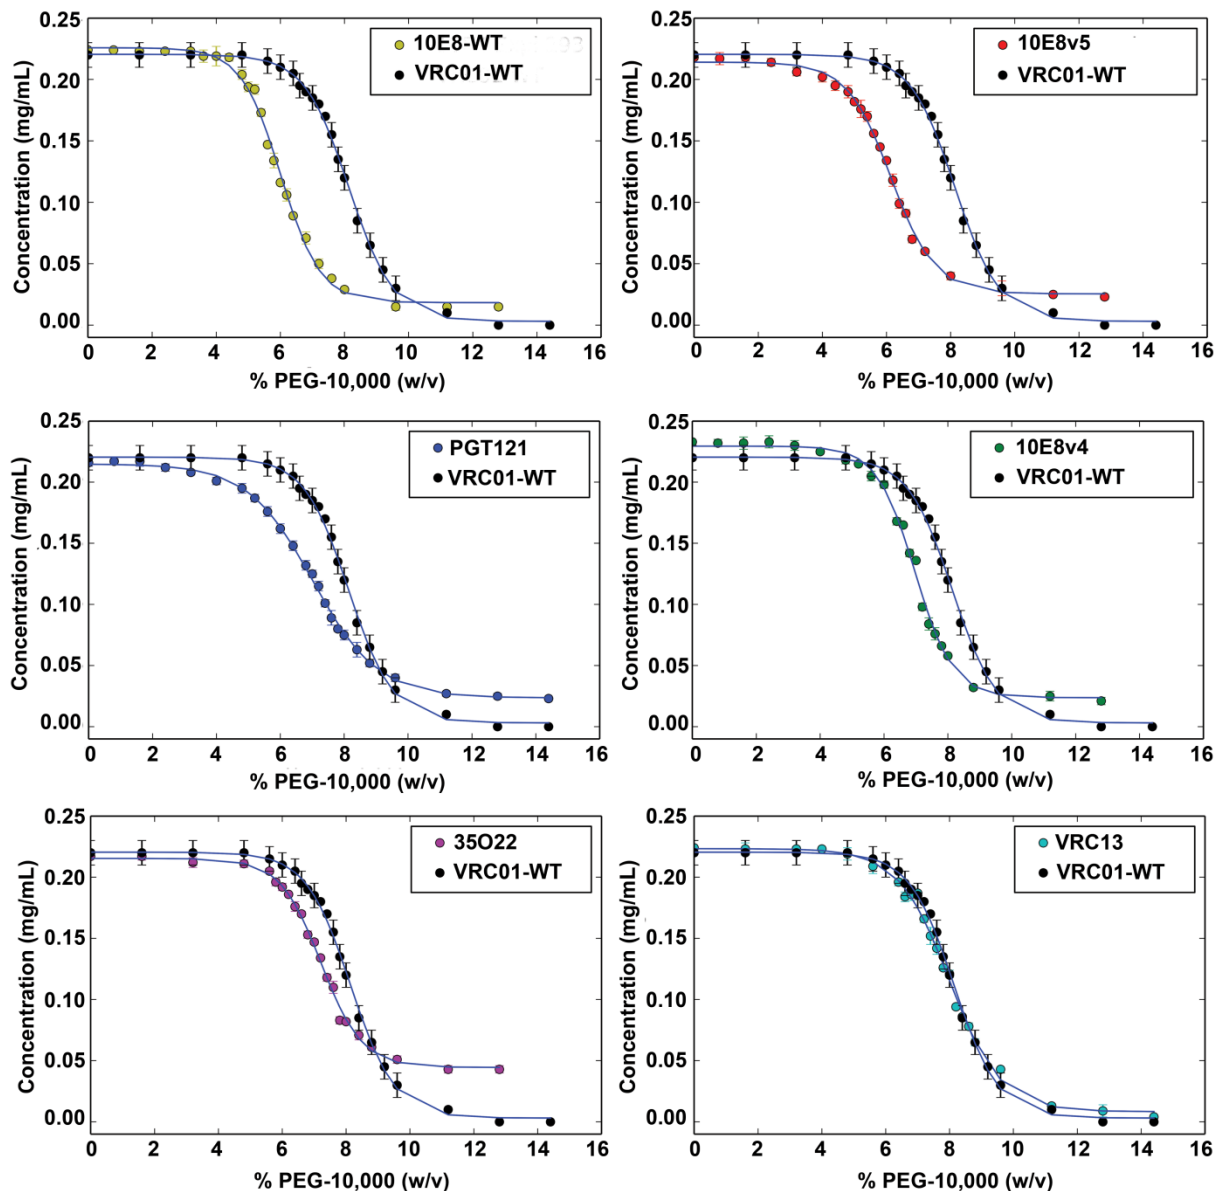 10E8-WT
VRC01-WT
Concentration (mg/mL)
0.25
0.20
0.15
0.10
0.05
0.00
0 2 4 6 8 10 12 14 16
% PEG-10,000 (w/v)
10E8v5
VRC01-WT
Concentration (mg/mL)
0.25
0.20
0.15
0.10
0.05
0.00
0 2 4 6 8 10 12 14 16
% PEG-10,000 (w/v)
PGT121
VRC01-WT
Concentration (mg/mL)
0.25
0.20
0.15
0.10
0.05
0.00
0 2 4 6 8 10 12 14 16
% PEG-10,000 (w/v)
10E8v4
VRC01-WT
Concentration (mg/mL)
0.25
0.20
0.15
0.10
0.05
0.00
0 2 4 6 8 10 12 14 16
% PEG-10,000 (w/v)
35O22
VRC01-WT
Concentration (mg/mL)
0.25
0.20
0.15
0.10
0.05
0.00
0 2 4 6 8 10 12 14 16
% PEG-10,000 (w/v)
VRC13
VRC01-WT
Concentration (mg/mL)
0.25
0.20
0.15
0.10
0.05
0.00
0 2 4 6 8 10 12 14 16
% PEG-10,000 (w/v)